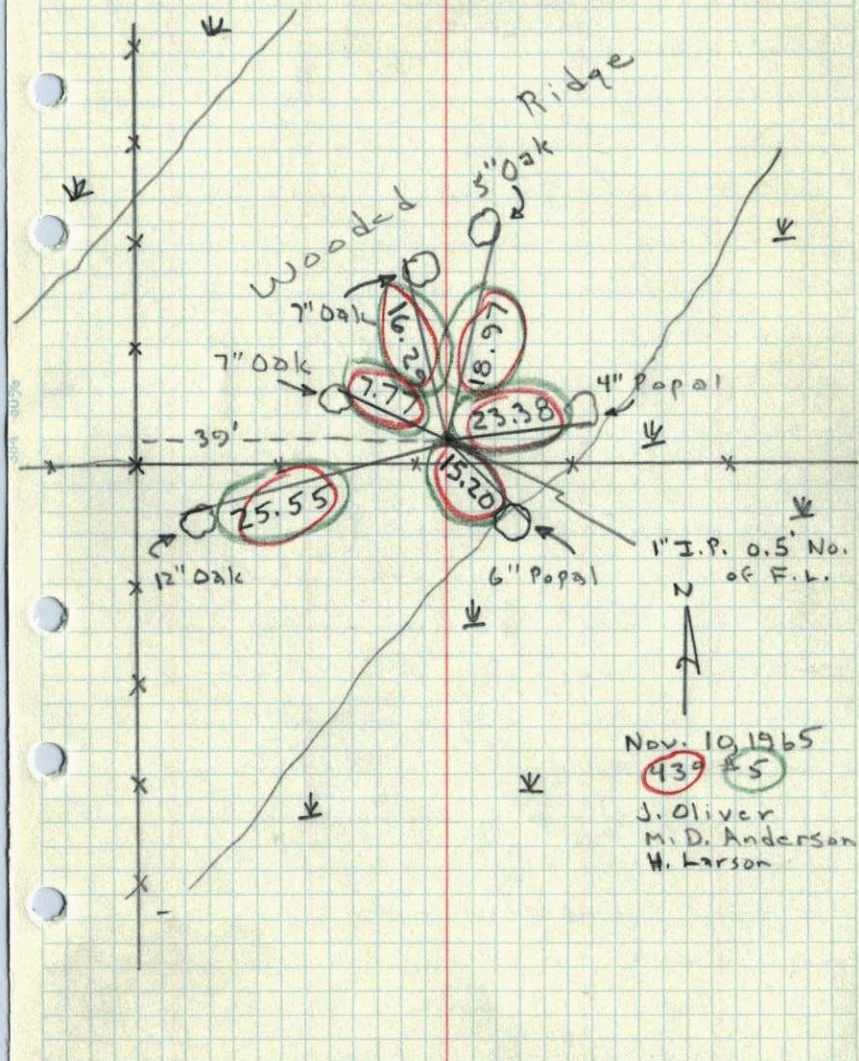 Ridge
5" Oak
Wooded
7" Oak
16.29
18.97
7" Oak
7.77
4" Popal
23.38
39'
15.20
25.55
12" Oak
6" Popal
1" I.P. 0.5' No.
of F.L.
N
Nov. 10, 1965
43° #5
J. Oliver
M. D. Anderson
H. Larson